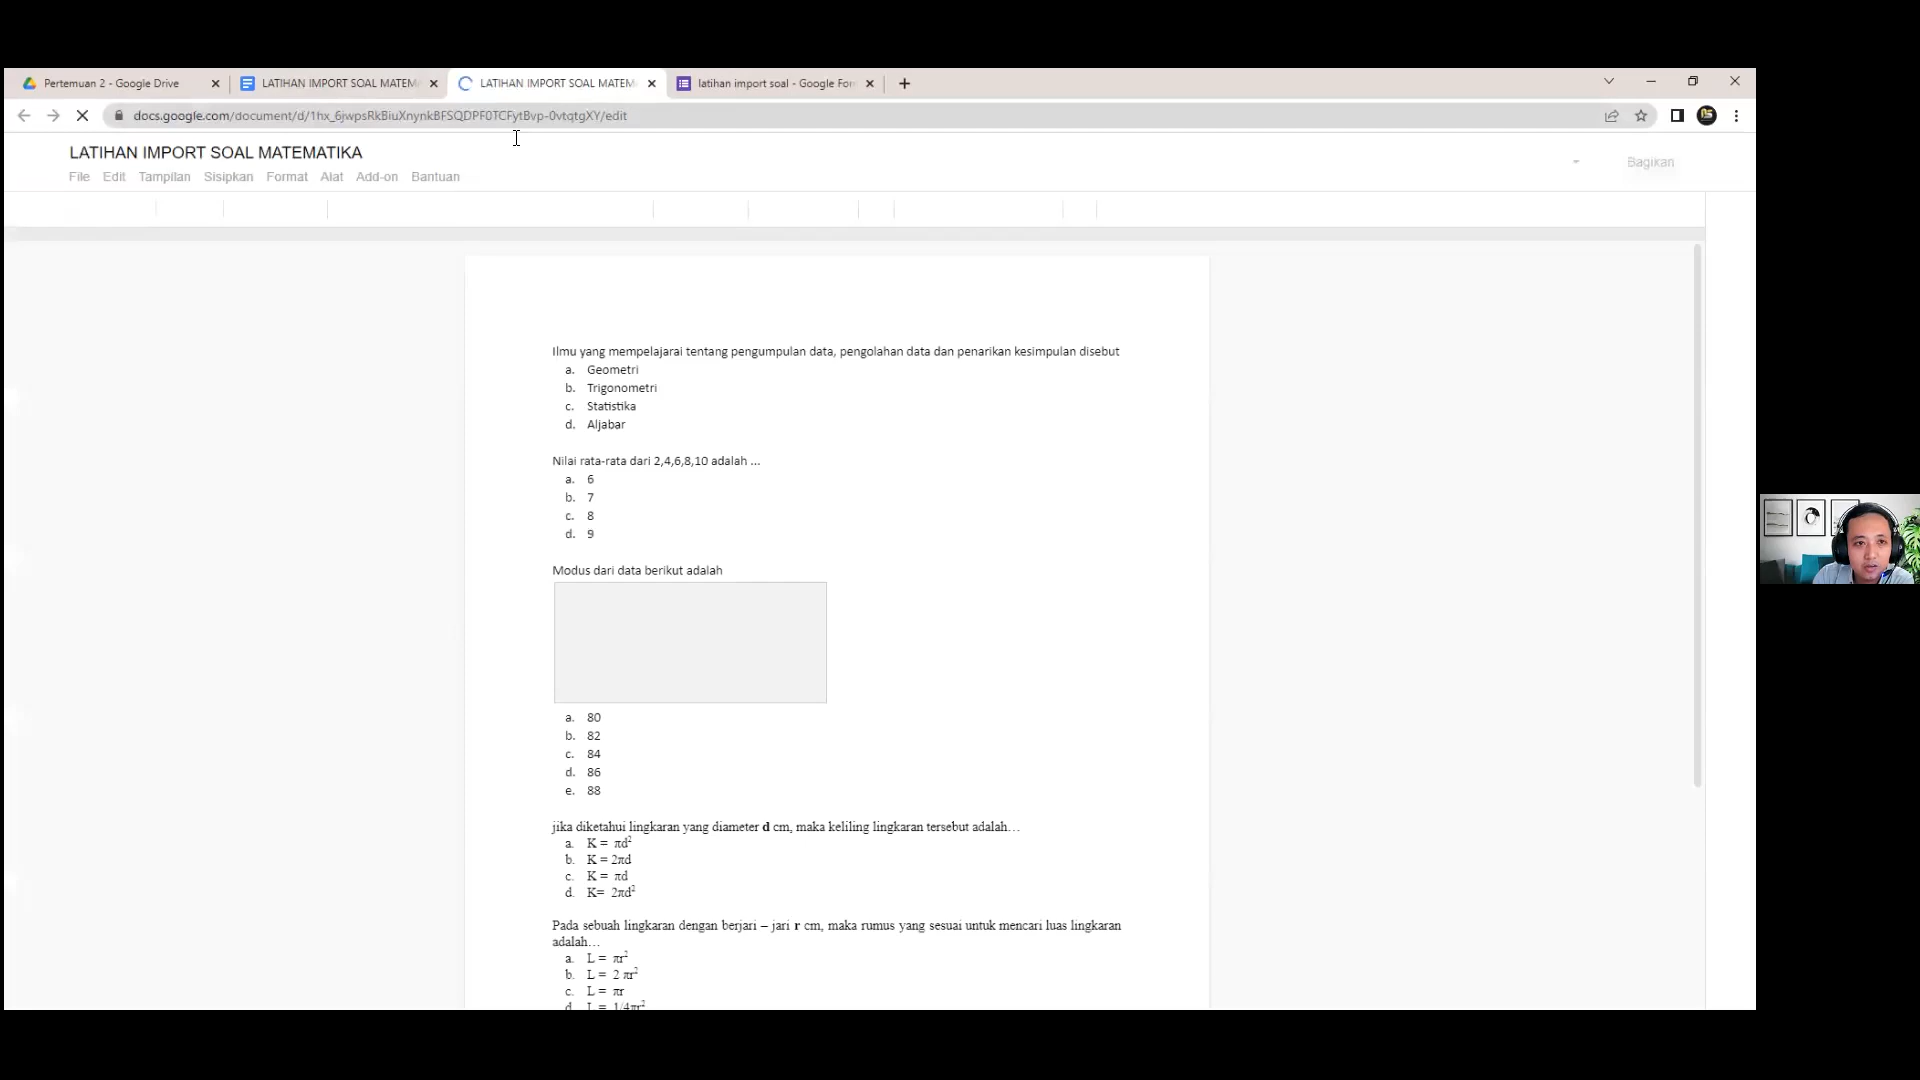 Pertemuan 2 - Google Drive
LATIHAN IMPORT SOAL MATEM
LATIHAN IMPORT SOAL MATEM
latihan import soal - Google For
docs.google.com/document/d/1hx_6jwpsRkBiuXnynkBFSQDPF0TCFytBvp-0vtqtgXY/edit
LATIHAN IMPORT SOAL MATEMATIKA
File Edit Tampilan Sisipkan Format Alat Add-on Bantuan
Bagikan
Ilmu yang mempelajarai tentang pengumpulan data, pengolahan data dan penarikan kesimpulan disebut
a. Geometri
b. Trigonometri
c. Statistika
d. Aljabar
Nilai rata-rata dari 2,4,6,8,10 adalah ...
a. 6
b. 7
c. 8
d. 9
Modus dari data berikut adalah
a. 80
b. 82
c. 84
d. 86
e. 88
jika diketahui lingkaran yang diameter d cm, maka keliling lingkaran tersebut adalah…
a. K = πd²
b. K = 2πd
c. K = πd
d. K= 2πd²
Pada sebuah lingkaran dengan berjari – jari r cm, maka rumus yang sesuai untuk mencari luas lingkaran
adalah…
a. L = πr²
b. L = 2 πr²
c. L = πr
d. L = 1/4πr²